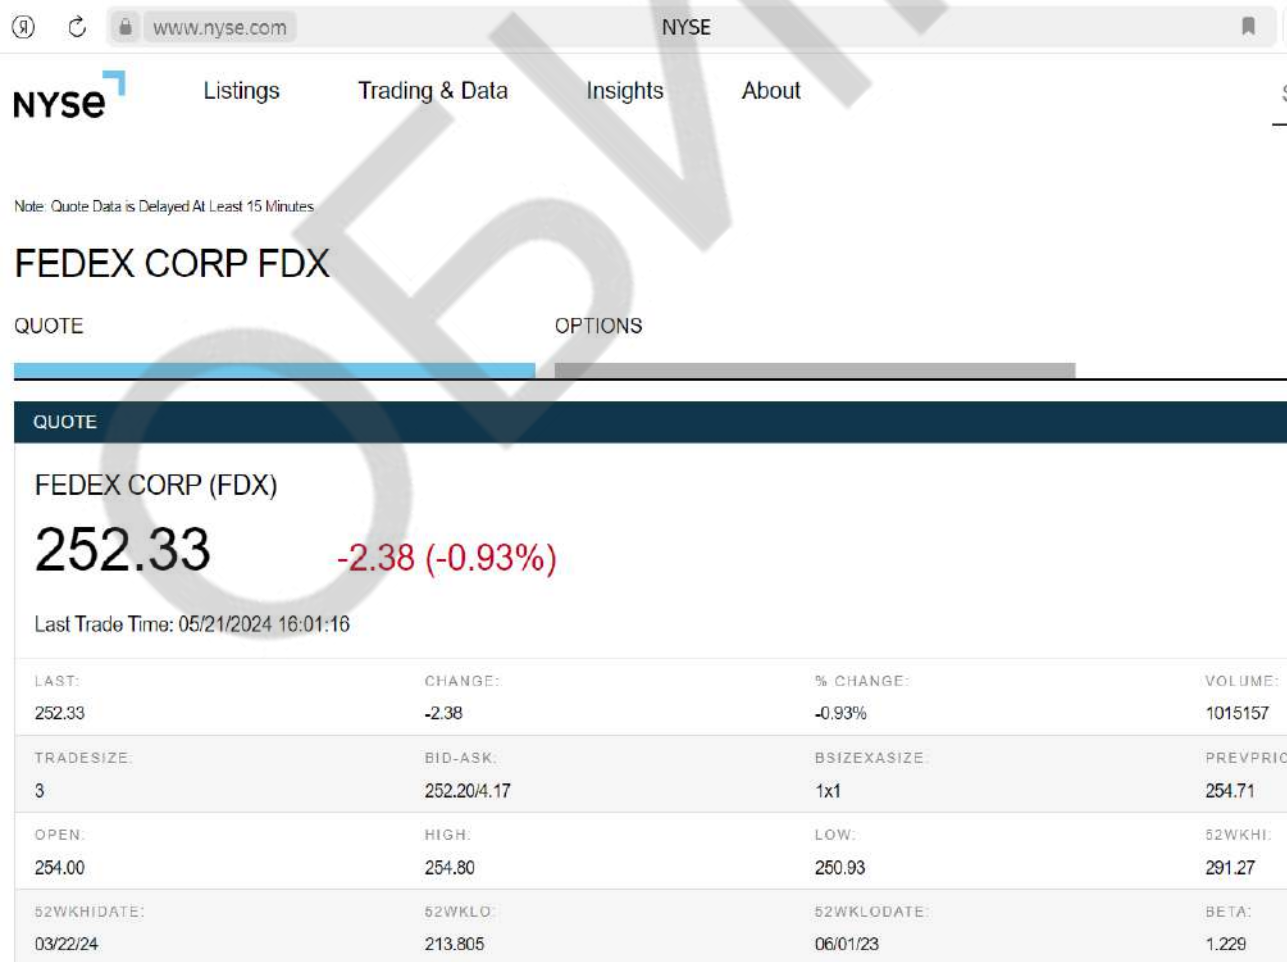 www.nyse.com NYSE
NYSE Listings Trading & Data Insights About
Note: Quote Data is Delayed At Least 15 Minutes
FEDEX CORP FDX
QUOTE OPTIONS
QUOTE
FEDEX CORP (FDX)
252.33 -2.38 (-0.93%)
Last Trade Time: 05/21/2024 16:01:16
LAST: CHANGE: % CHANGE: VOLUME:
252.33 -2.38 -0.93% 1015157
TRADESIZE: BID-ASK: BSIZEXASIZE: PREVPRIC
3 252.20/4.17 1x1 254.71
OPEN: HIGH: LOW: 52WKHI:
254.00 254.80 250.93 291.27
52WKHIDATE: 52WKLO: 52WKLODATE: BETA:
03/22/24 213.805 06/01/23 1.229